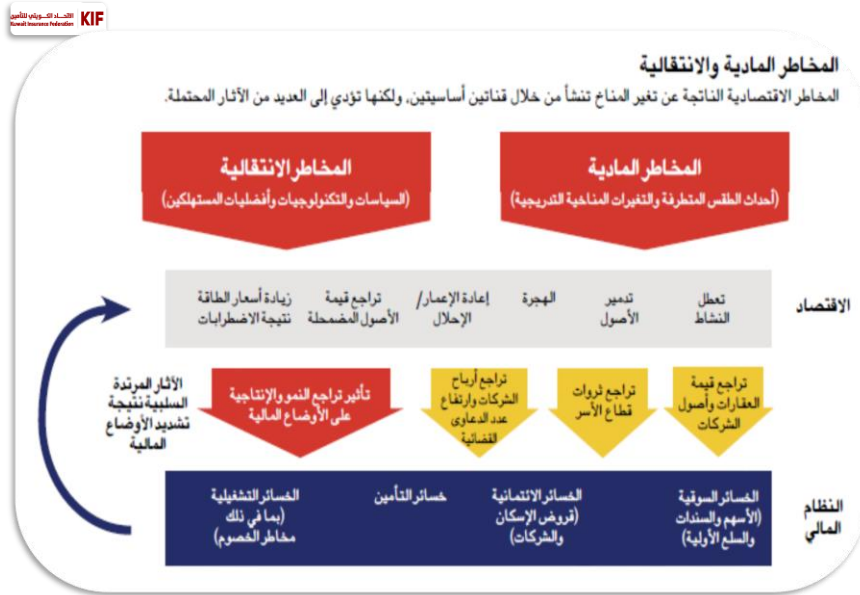 الاتحــاد الكــويتي للتأمين
Kuwait Insurance Federation
KIF
المخاطر المادية والانتقالية
المخاطر الاقتصادية الناتجة عن تغير المناخ تنشأ من خلال قناتين أساسيتين، ولكنها تؤدي إلى العديد من الآثار المحتملة.
المخاطر المادية
(أحداث الطقس المتطرفة والتغيرات المناخية التدريجية)
المخاطر الانتقالية
(السياسات والتكنولوجيات وأفضليات المستهلكين)
الاقتصاد
تعطل
النشاط
تدمير
الأصول
الهجرة
إعادة الإعمار/
الإحلال
تراجع قيمة
الأصول المضمحلة
زيادة أسعار الطاقة
نتيجة الاضطرابات
تراجع قيمة
العقارات وأصول
الشركات
تراجع ثروات
قطاع الأسر
تراجع أرباح
الشركات وارتفاع
عدد الدعاوى
القضائية
تأثير تراجع النمو والإنتاجية
على الأوضاع المالية
الآثار المرتدة
السلبية نتيجة
تشديد الأوضاع
المالية
النظام
المالي
الخسائر السوقية
(الأسهم والسندات
والسلع الأولية)
الخسائر الائتمانية
(قروض الإسكان
والشركات)
خسائر التأمين
الخسائر التشغيلية
(بما في ذلك
مخاطر الخصوم)